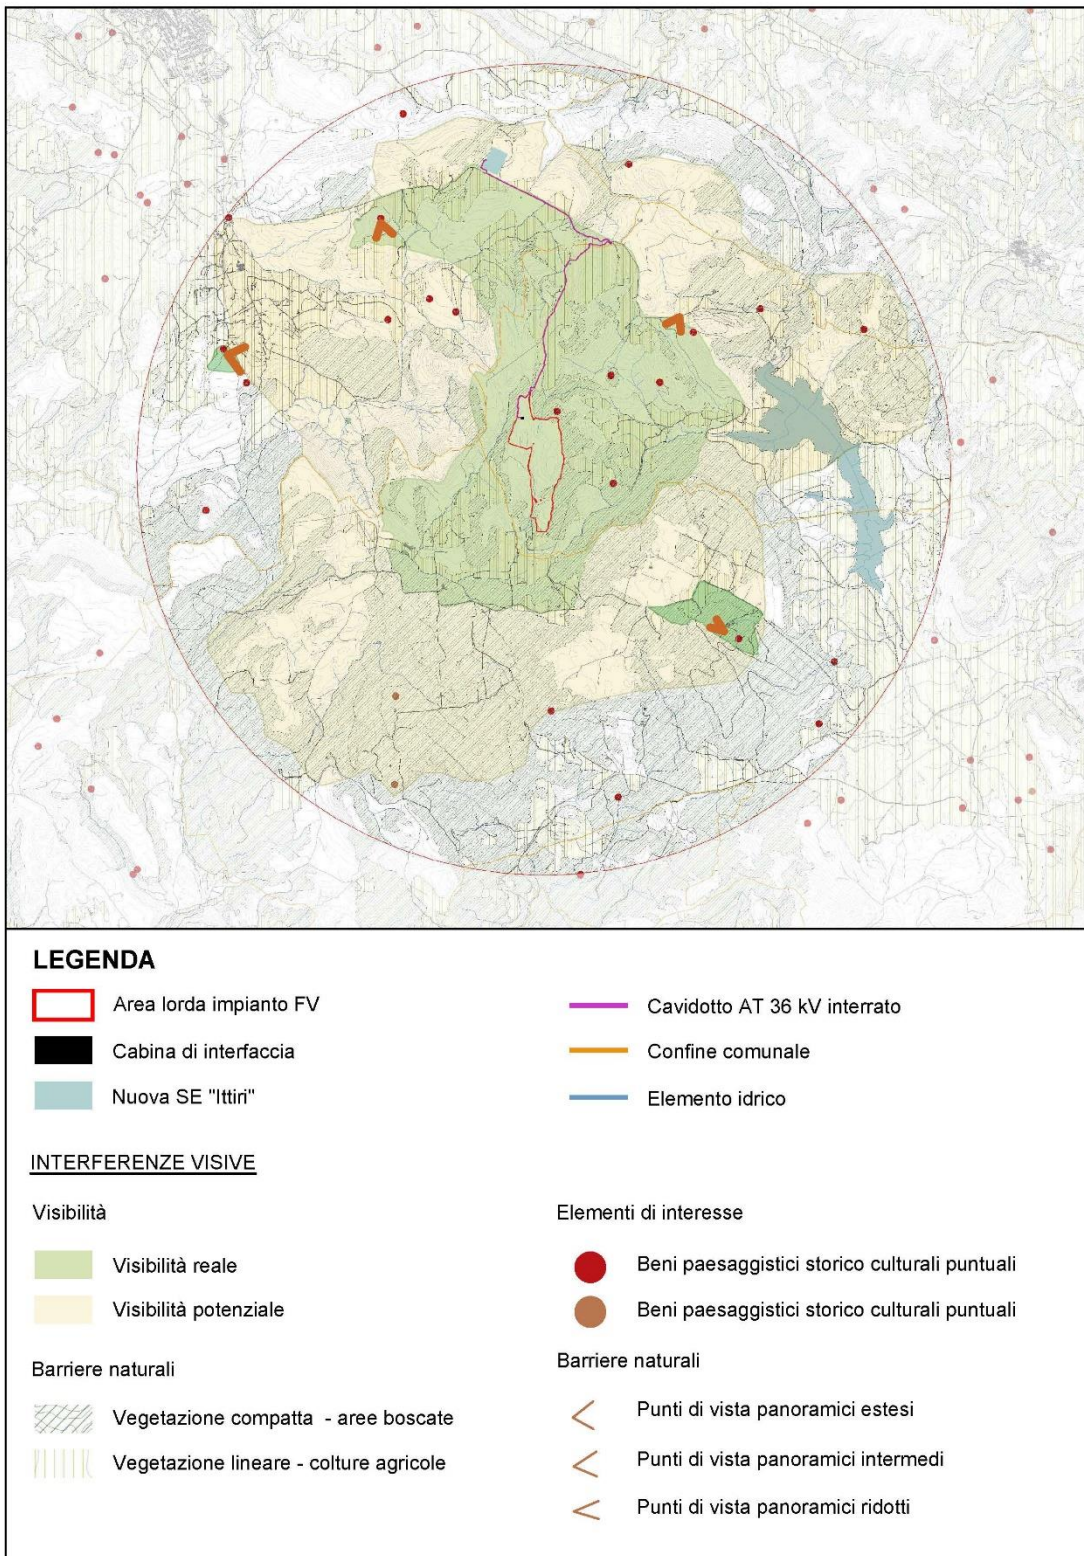 LEGENDA
Area lorda impianto FV
Cabina di interfaccia
Nuova SE "Ittiri"
Cavidotto AT 36 kV interrato
Confine comunale
Elemento idrico
INTERFERENZE VISIVE
Visibilità
Visibilità reale
Visibilità potenziale
Barriere naturali
Vegetazione compatta - aree boscate
Vegetazione lineare - colture agricole
Elementi di interesse
Beni paesaggistici storico culturali puntuali
Beni paesaggistici storico culturali puntuali
Barriere naturali
Punti di vista panoramici estesi
Punti di vista panoramici intermedi
Punti di vista panoramici ridotti